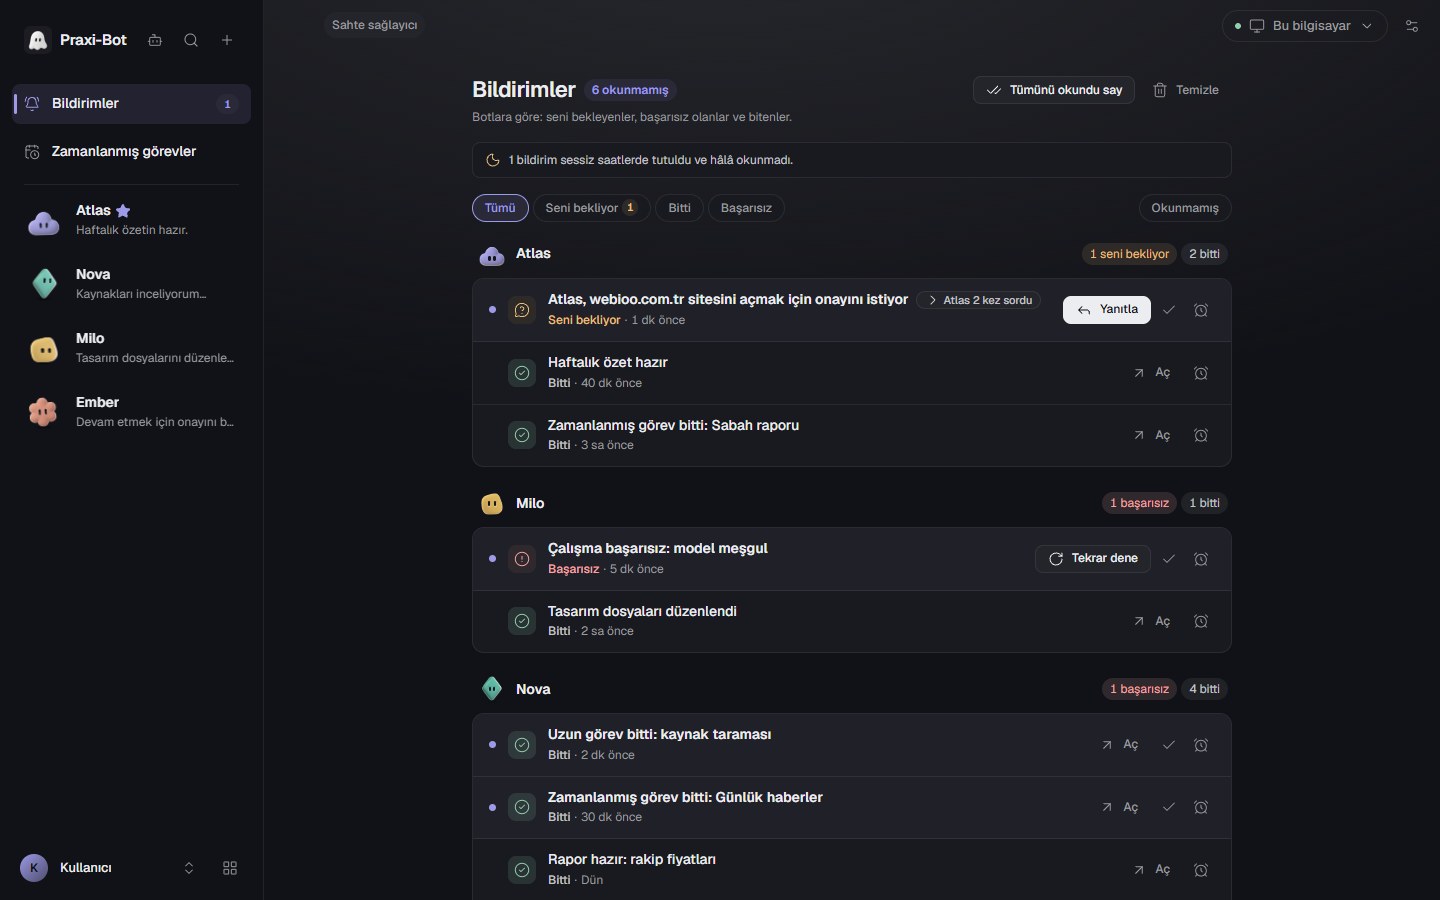 Praxi-Bot
Bildirimler 1
Zamanlanmış görevler
Atlas
Haftalık özetin hazır.
Nova
Kaynakları inceliyorum...
Milo
Tasarım dosyalarını düzenle...
Ember
Devam etmek için onayını b...
K Kullanıcı
Sahte sağlayıcı
Bu bilgisayar
Bildirimler 6 okunmamış
Tümünü okundu say Temizle
Botlara göre: seni bekleyenler, başarısız olanlar ve bitenler.
1 bildirim sessiz saatlerde tutuldu ve hâlâ okunmadı.
Tümü Seni bekliyor 1 Bitti Başarısız Okunmamış
Atlas 1 seni bekliyor 2 bitti
Atlas, webioo.com.tr sitesini açmak için onayını istiyor Atlas 2 kez sordu Yanıtla
Seni bekliyor · 1 dk önce
Haftalık özet hazır Aç
Bitti · 40 dk önce
Zamanlanmış görev bitti: Sabah raporu Aç
Bitti · 3 sa önce
Milo 1 başarısız 1 bitti
Çalışma başarısız: model meşgul Tekrar dene
Başarısız · 5 dk önce
Tasarım dosyaları düzenlendi Aç
Bitti · 2 sa önce
Nova 1 başarısız 4 bitti
Uzun görev bitti: kaynak taraması Aç
Bitti · 2 dk önce
Zamanlanmış görev bitti: Günlük haberler Aç
Bitti · 30 dk önce
Rapor hazır: rakip fiyatları Aç
Bitti · Dün